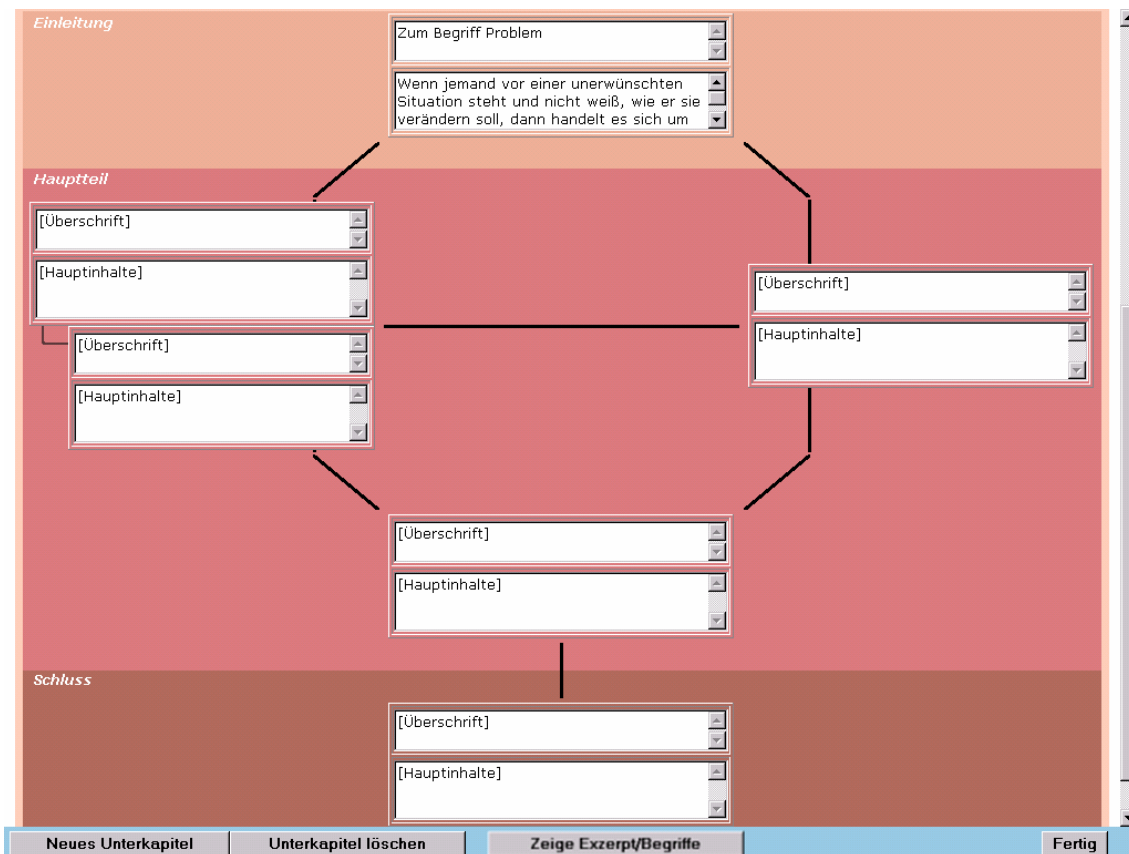 Einleitung
Zum Begriff Problem
Wenn jemand vor einer unerwünschten
Situation steht und nicht weiß, wie er sie
verändern soll, dann handelt es sich um
Hauptteil
[Überschrift]
[Hauptinhalte]
[Überschrift]
[Hauptinhalte]
[Überschrift]
[Hauptinhalte]
[Überschrift]
[Hauptinhalte]
Schluss
[Überschrift]
[Hauptinhalte]
Neues Unterkapitel
Unterkapitel löschen
Zeige Exzerpt/Begriffe
Fertig